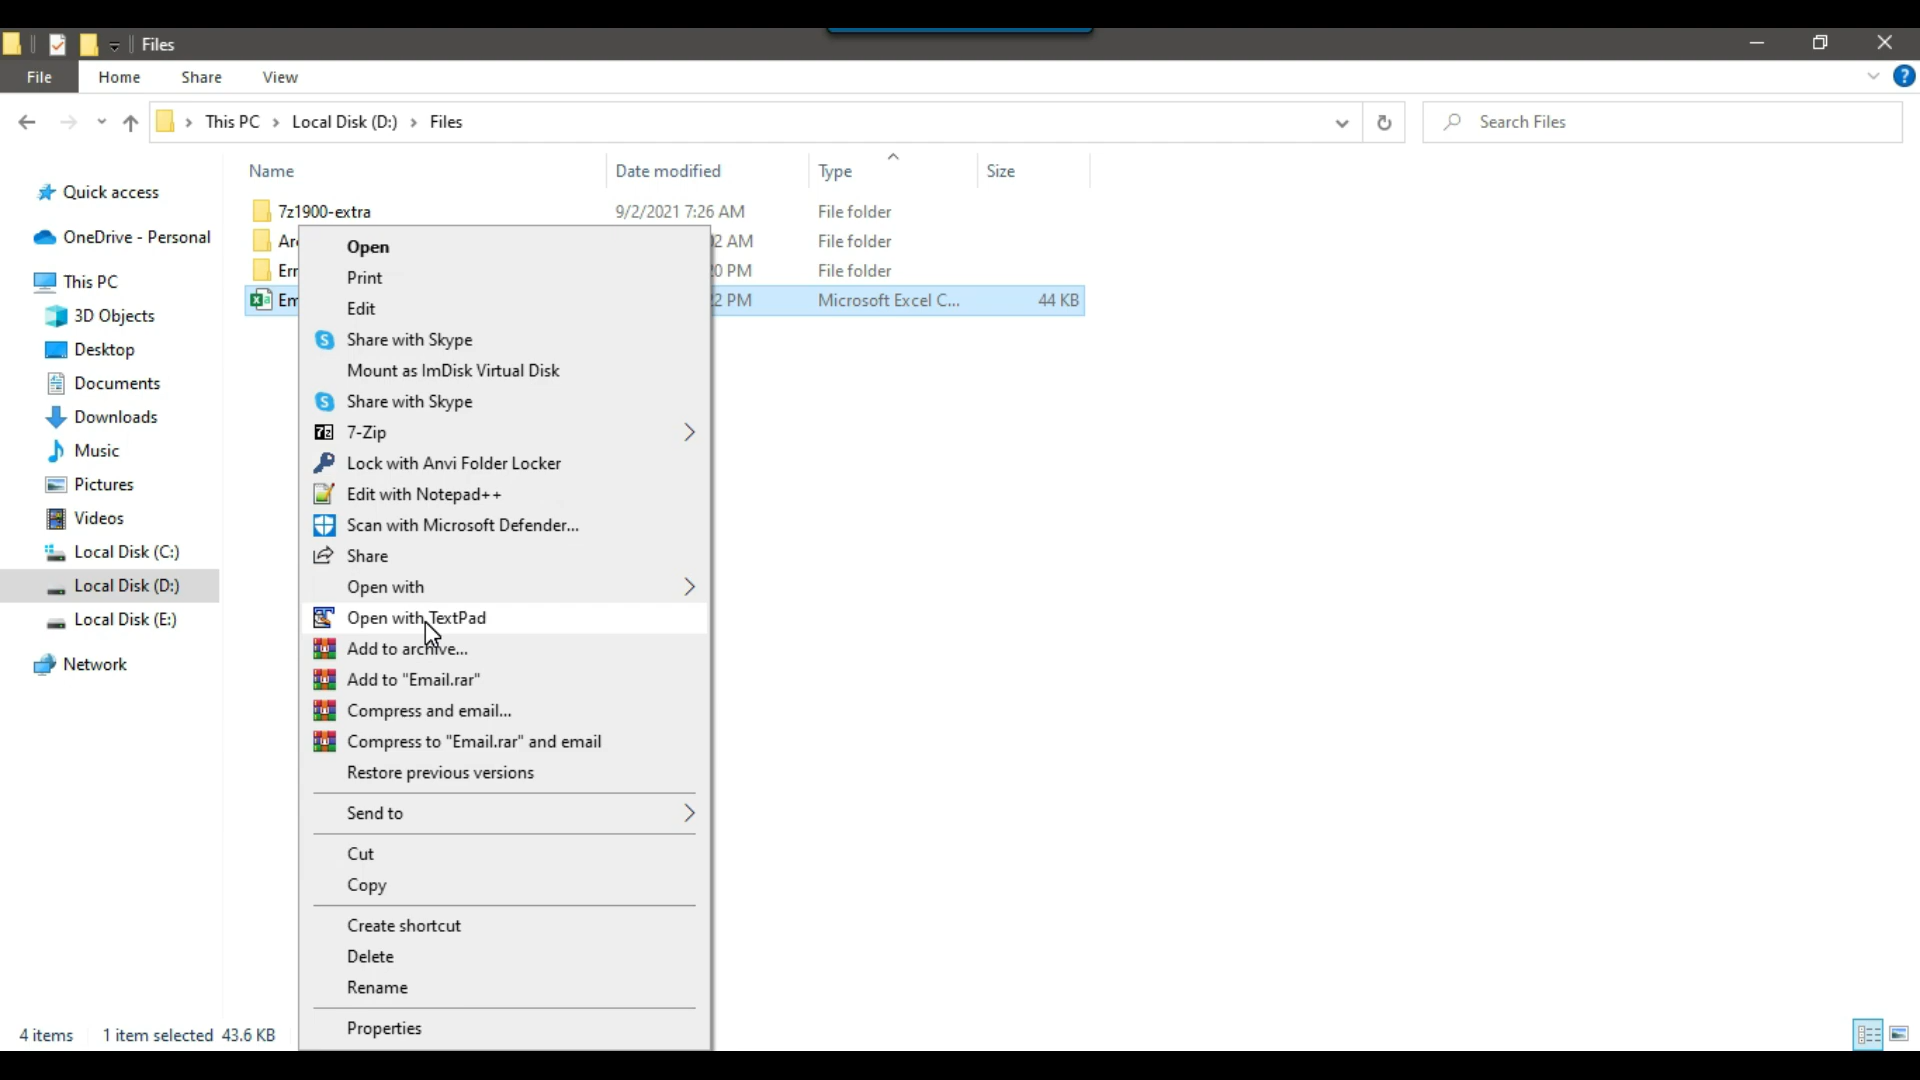 Files
File Home Share View
This PC Local Disk (D:) Files
Search Files
Name Date modified Type Size
Quick access
OneDrive - Personal
This PC
3D Objects
Desktop
Documents
Downloads
Music
Pictures
Videos
Local Disk (C:)
Local Disk (D:)
Local Disk (E:)
Network
7z1900-extra 9/2/2021 7:26 AM File folder
AM File folder
PM File folder
PM Microsoft Excel C... 44 KB
Open
Print
Edit
Share with Skype
Mount as ImDisk Virtual Disk
Share with Skype
7-Zip
Lock with Anvi Folder Locker
Edit with Notepad++
Scan with Microsoft Defender...
Share
Open with
Open with TextPad
Add to archive...
Add to "Email.rar"
Compress and email...
Compress to "Email.rar" and email
Restore previous versions
Send to
Cut
Copy
Create shortcut
Delete
Rename
Properties
4 items 1 item selected 43.6 KB